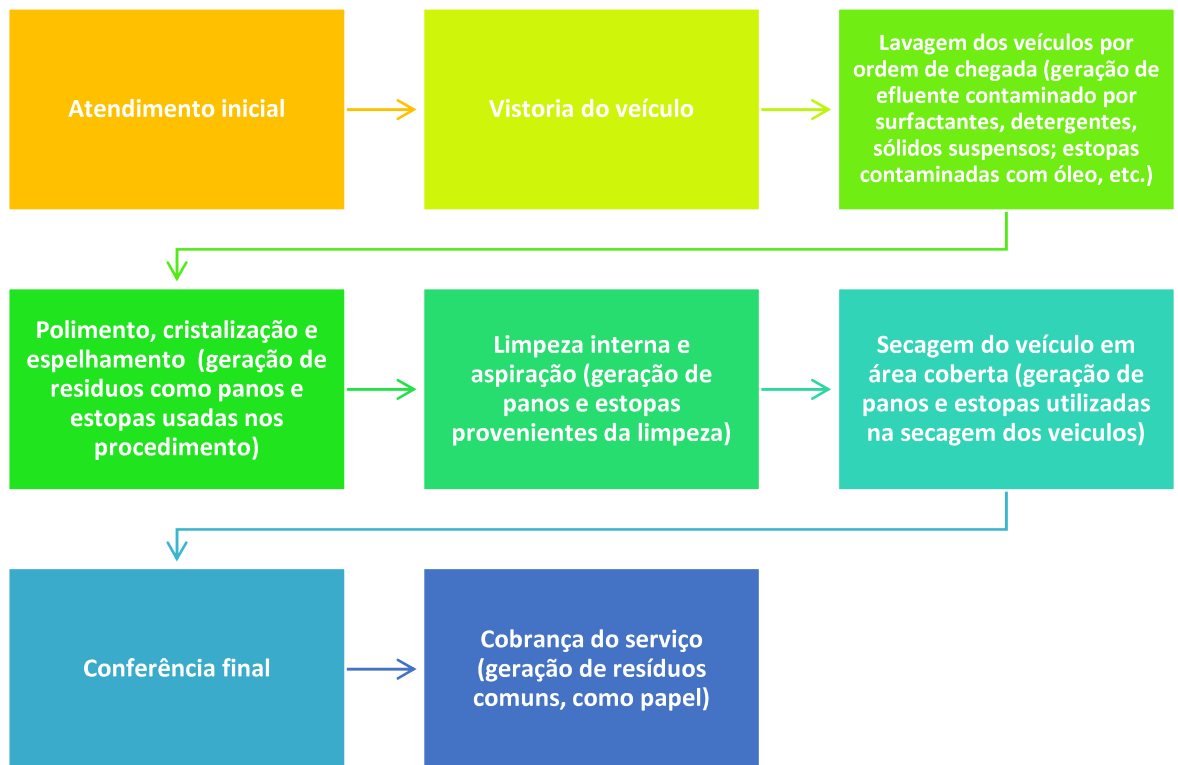 Atendimento inicial
Vistoria do veículo
Lavagem dos veículos por
ordem de chegada (geração de
efluente contaminado por
surfactantes, detergentes,
sólidos suspensos; estopas
contaminadas com óleo, etc.)
Polimento, cristalização e
espelhamento  (geração de
residuos como panos e
estopas usadas nos
procedimento)
Limpeza interna e
aspiração (geração de
panos e estopas
provenientes da limpeza)
Secagem do veículo em
área coberta (geração de
panos e estopas utilizadas
na secagem dos veiculos)
Conferência final
Cobrança do serviço
(geração de resíduos
comuns, como papel)